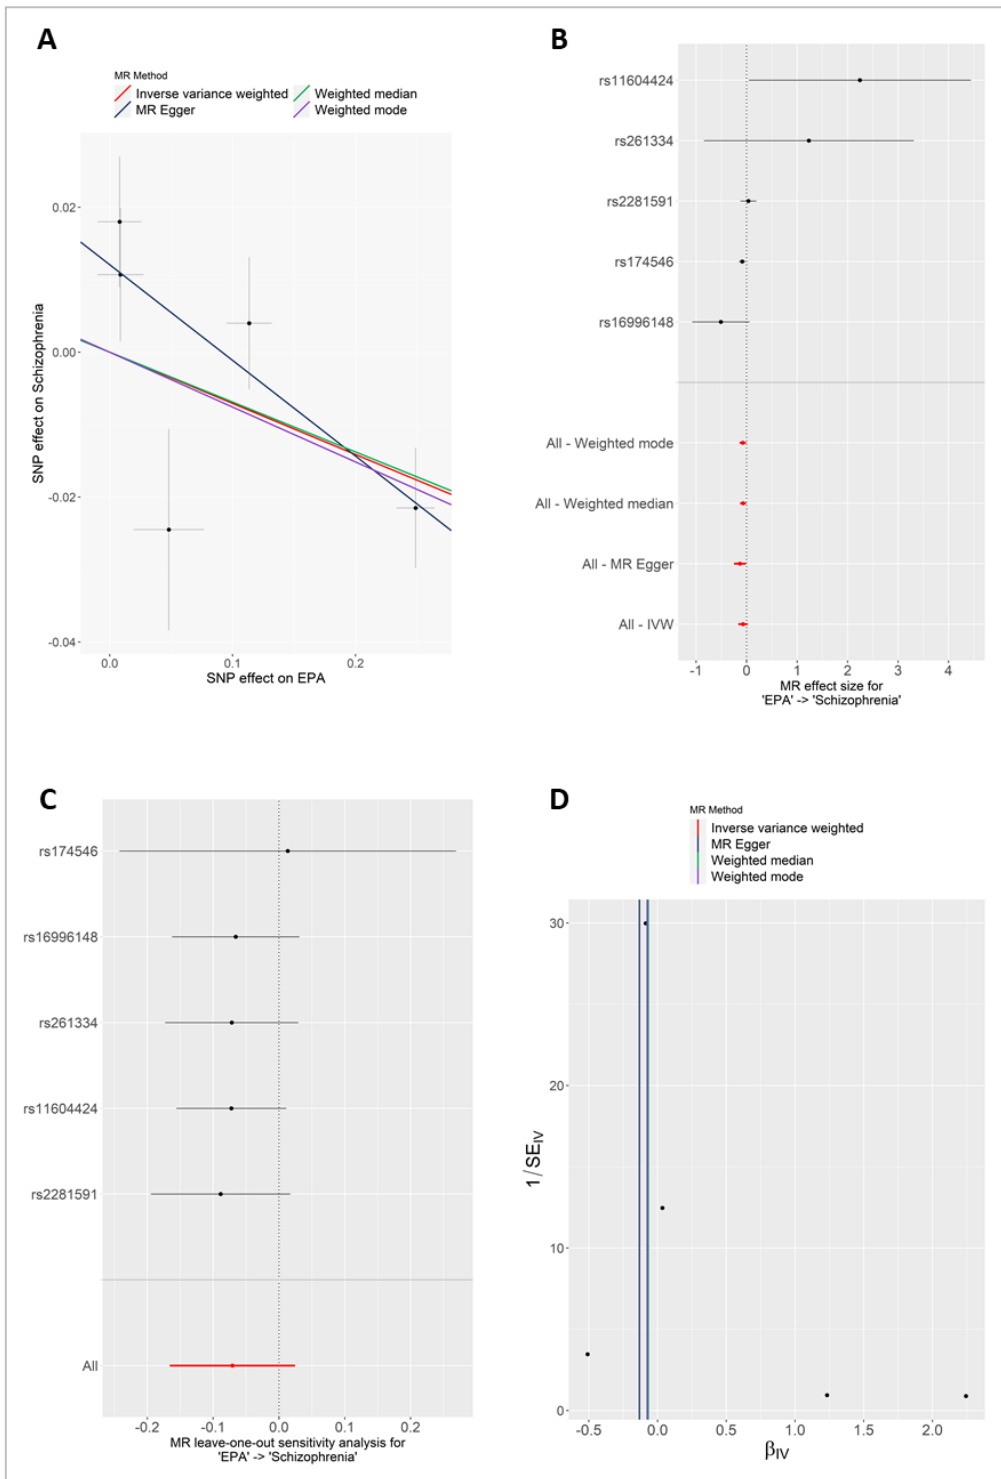 A
MR Method
Inverse variance weighted
Weighted median
MR Egger
Weighted mode
0.02
0.00
-0.02
-0.04
SNP effect on Schizophrenia
0.0
0.1
0.2
SNP effect on EPA
B
rs11604424
rs261334
rs2281591
rs174546
rs16996148
All - Weighted mode
All - Weighted median
All - MR Egger
All - IVW
-1
0
1
2
3
4
MR effect size for
'EPA' -> 'Schizophrenia'
C
rs174546
rs16996148
rs261334
rs11604424
rs2281591
All
-0.2
-0.1
0.0
0.1
0.2
MR leave-one-out sensitivity analysis for
'EPA' -> 'Schizophrenia'
D
MR Method
Inverse variance weighted
MR Egger
Weighted median
Weighted mode
30
20
10
0
1/SE_IV
-0.5
0.0
0.5
1.0
1.5
2.0
β_IV